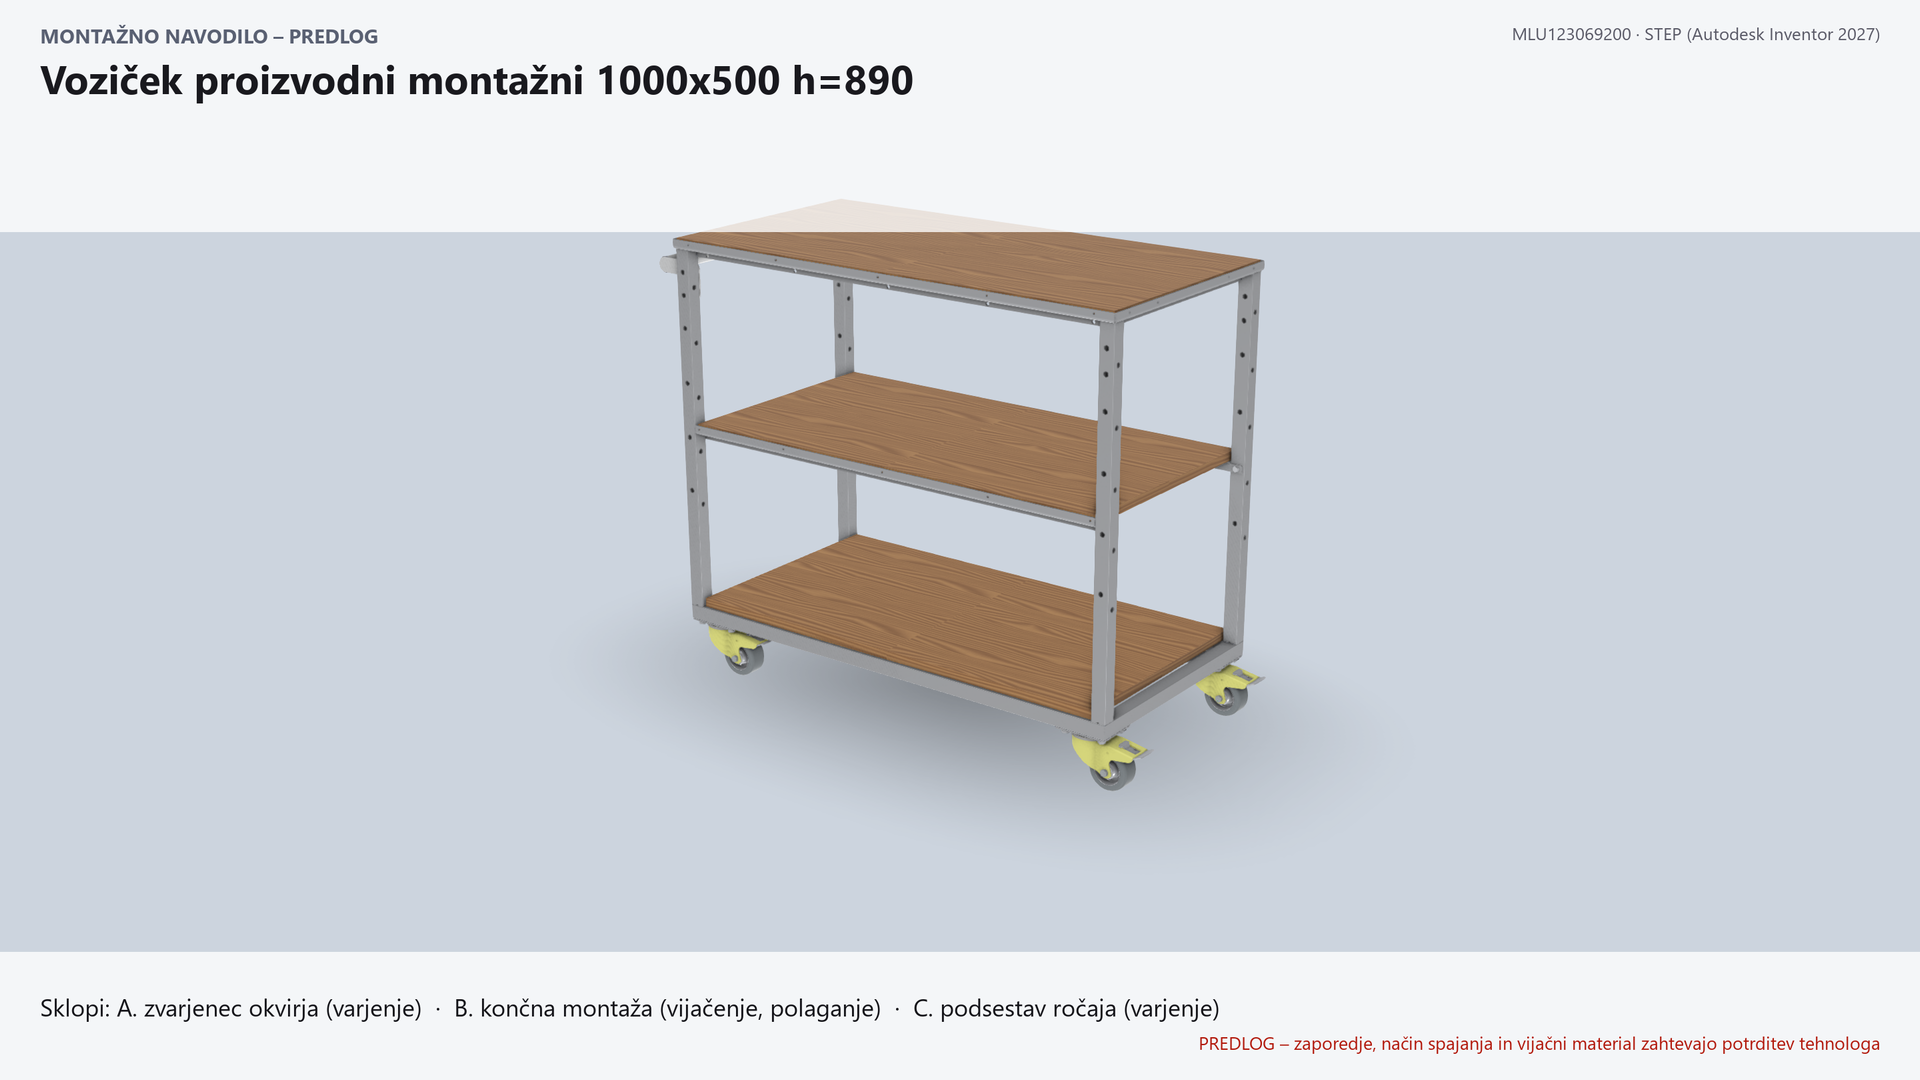 MONTAŽNO NAVODILO – PREDLOG
MLU123069200 · STEP (Autodesk Inventor 2027)
Voziček proizvodni montažni 1000x500 h=890
Sklopi: A. zvarjenec okvirja (varjenje) · B. končna montaža (vijačenje, polaganje) · C. podsestav ročaja (varjenje)
PREDLOG – zaporedje, način spajanja in vijačni material zahtevajo potrditev tehnologa